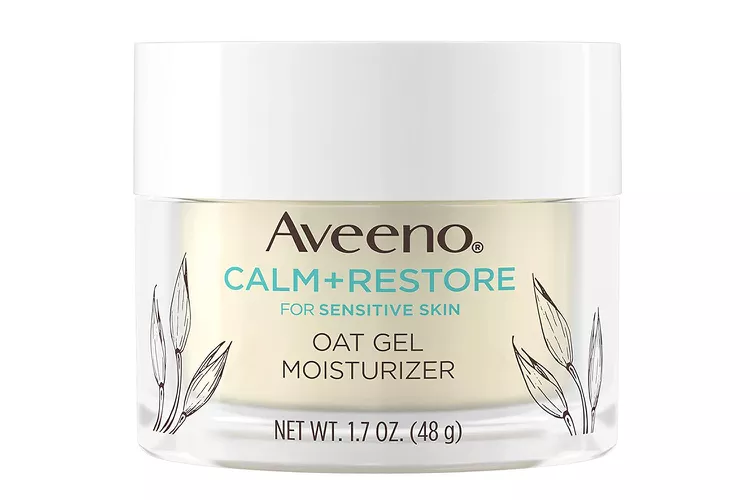 Aveeno®
CALM+RESTORE
FOR SENSITIVE SKIN
OAT GEL
MOISTURIZER
NET WT. 1.7 OZ. (48 g)